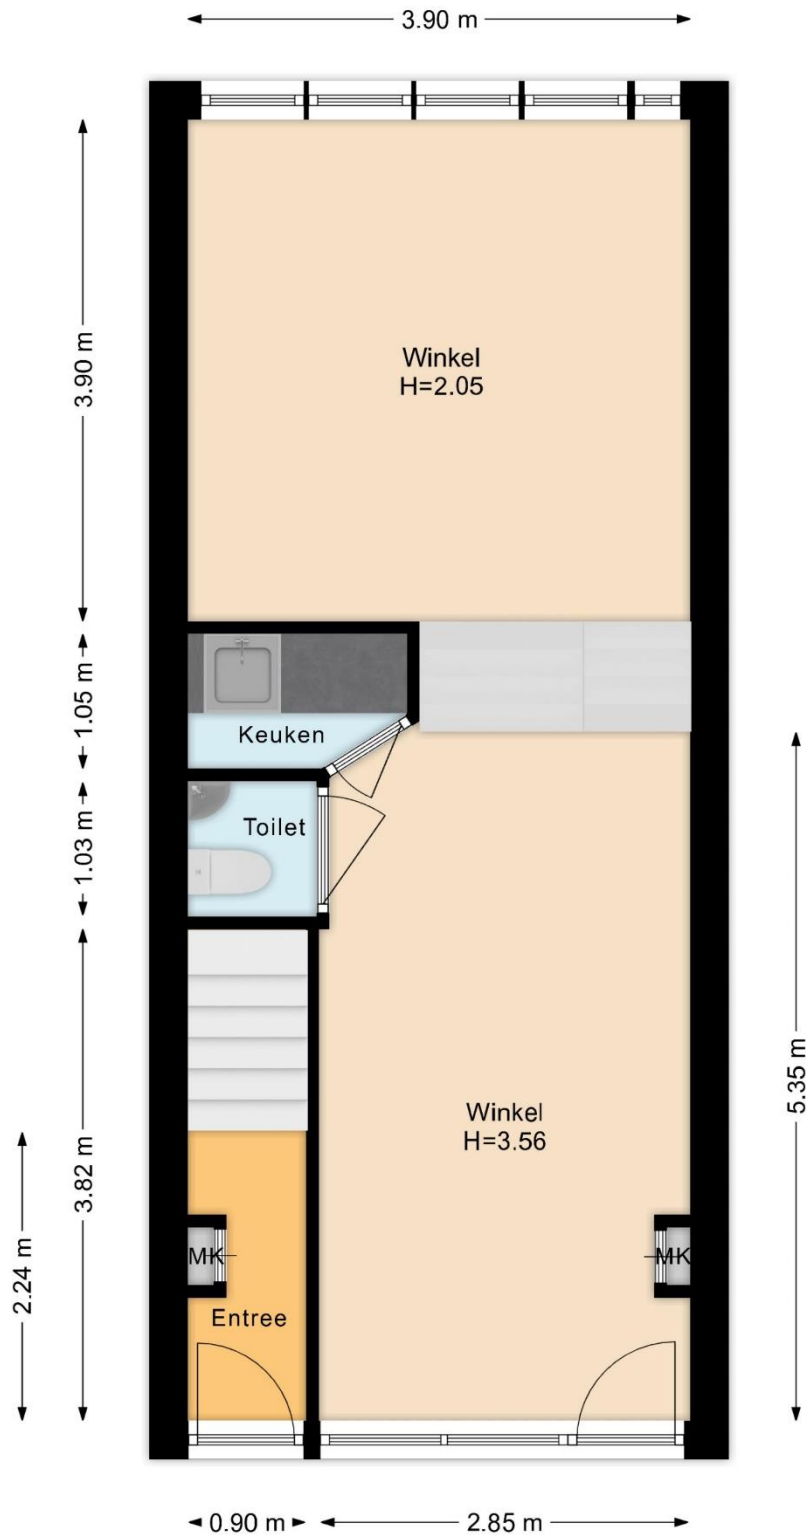 3.90 m
3.90 m
Winkel
H=2.05
1.05 m
Keuken
1.03 m
Toilet
3.82 m
5.35 m
Winkel
H=3.56
2.24 m
MK
MK
Entree
0.90 m
2.85 m